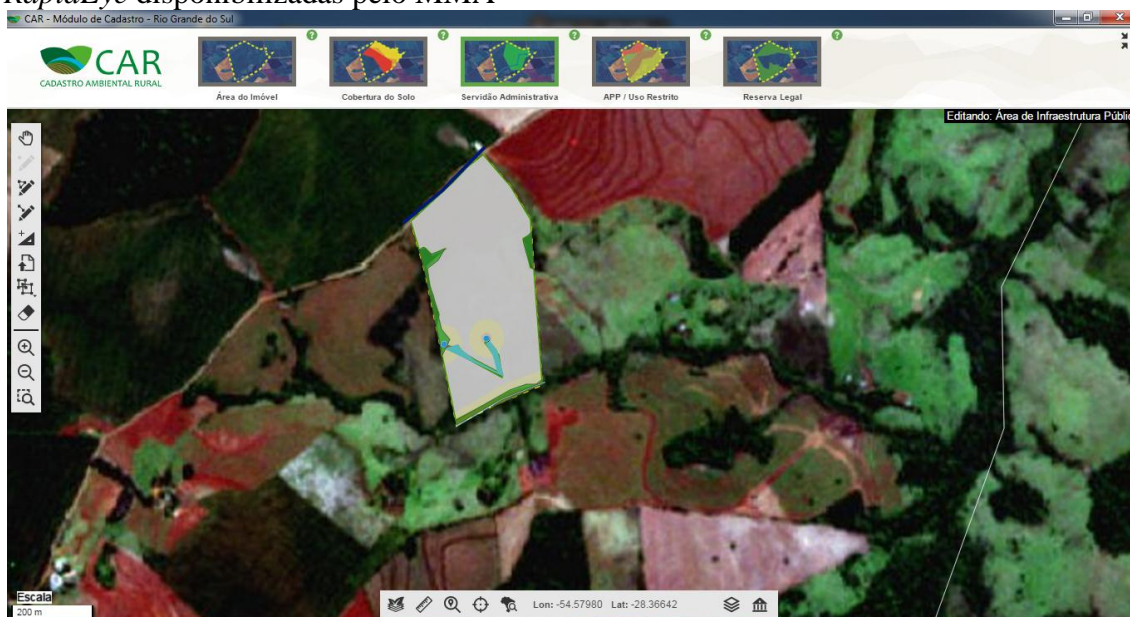 RapidEye disponibilizadas pelo MMA
CAR - Módulo de Cadastro - Rio Grande do Sul
CAR
CADASTRO AMBIENTAL RURAL
Área do Imóvel
Cobertura do Solo
Servidão Administrativa
APP / Uso Restrito
Reserva Legal
Editando: Área de Infraestrutura Públic
Escala
200 m
Lon: -54.57980 Lat: -28.36642